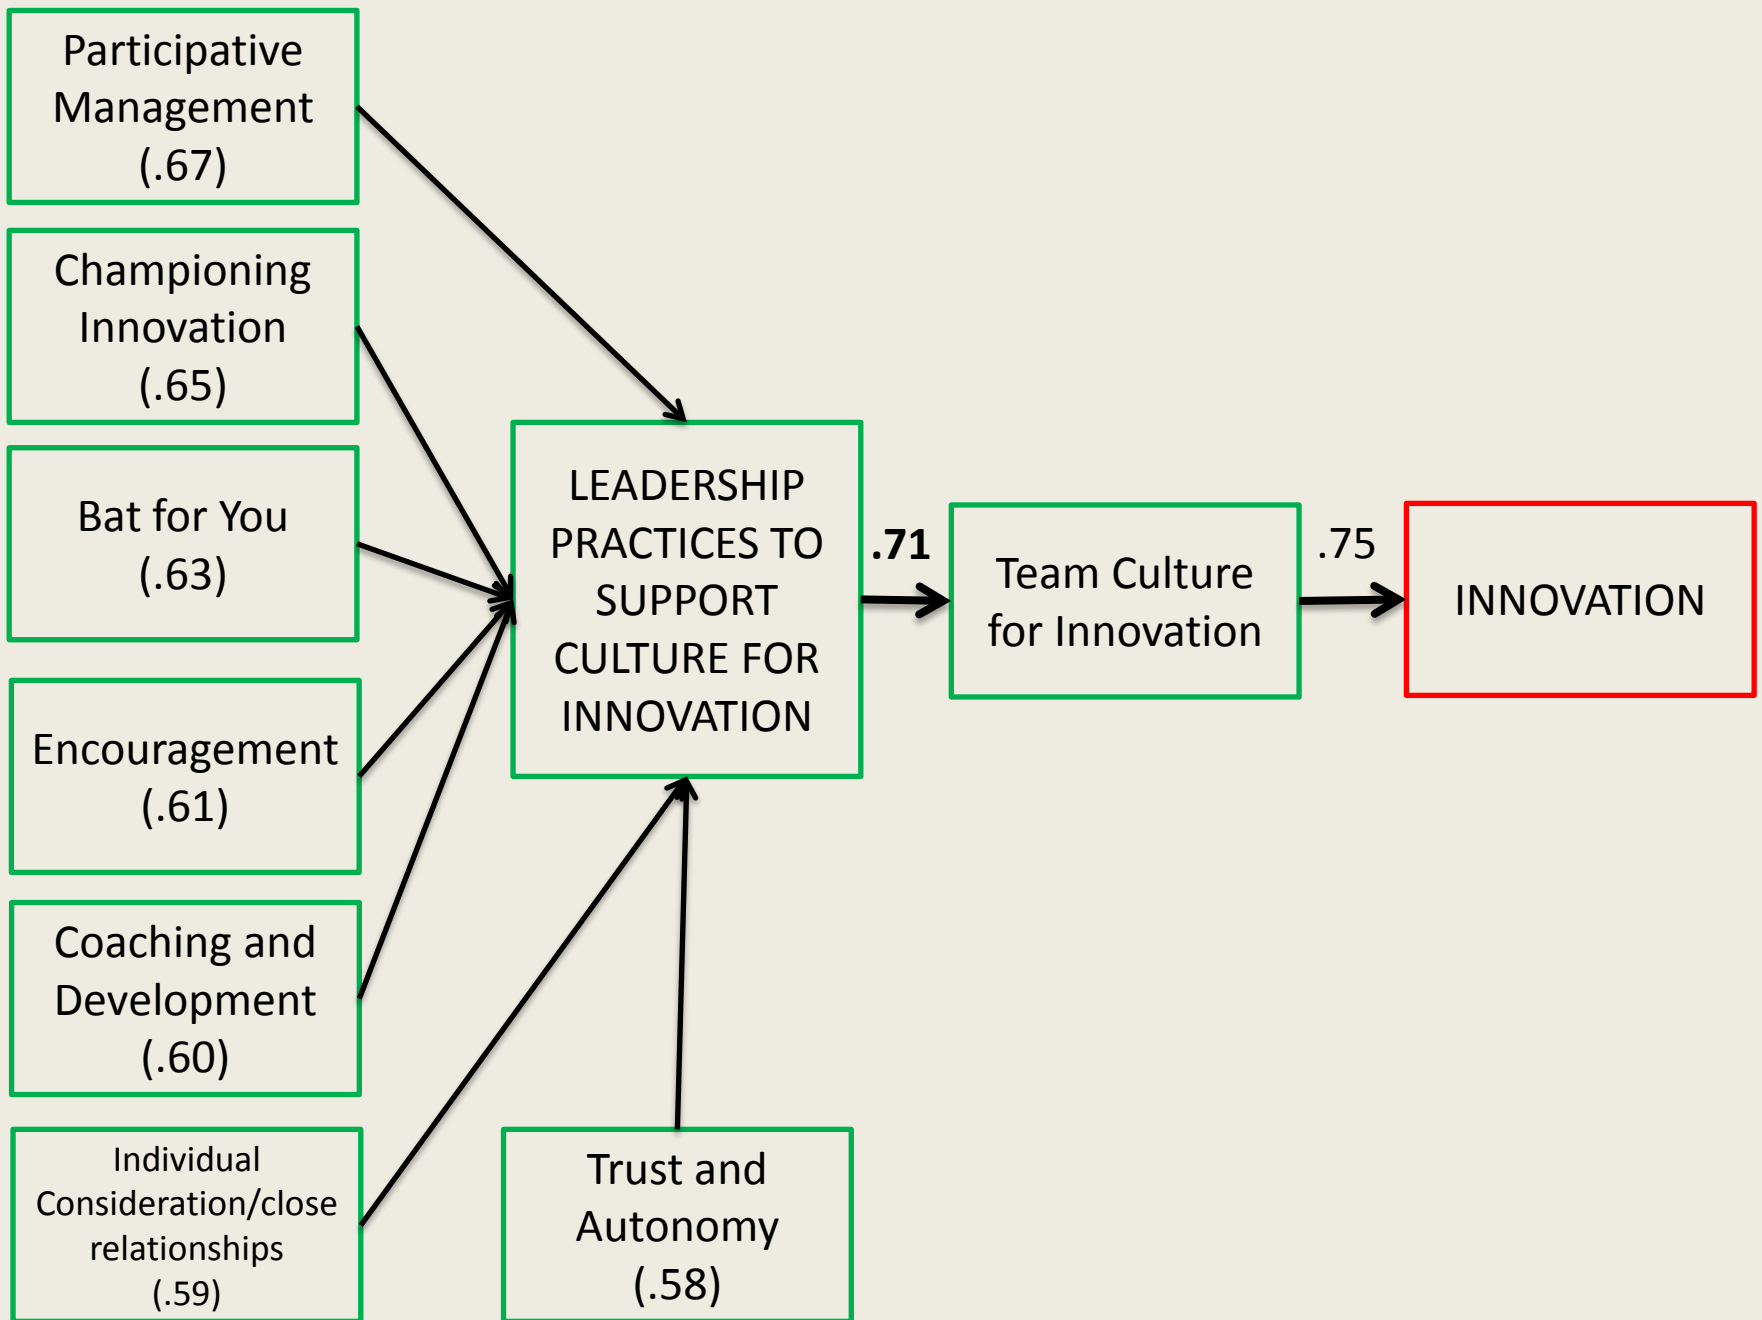 Participative
Management
(.67)
Championing
Innovation
(.65)
Bat for You
(.63)
Encouragement
(.61)
Coaching and
Development
(.60)
Individual
Consideration/close
relationships
(.59)
Trust and
Autonomy
(.58)
LEADERSHIP
PRACTICES TO
SUPPORT
CULTURE FOR
INNOVATION
.71
Team Culture
for Innovation
.75
INNOVATION